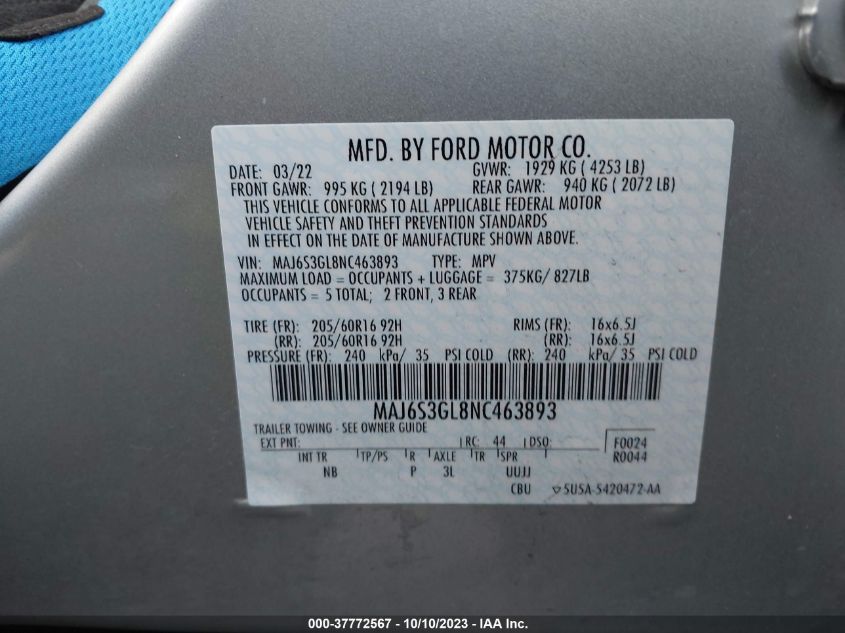 MFD. BY FORD MOTOR CO.
DATE: 03/22 GVWR: 1929 KG ( 4253 LB)
FRONT GAWR: 995 KG ( 2194 LB) REAR GAWR: 940 KG ( 2072 LB)
THIS VEHICLE CONFORMS TO ALL APPLICABLE FEDERAL MOTOR
VEHICLE SAFETY AND THEFT PREVENTION STANDARDS
IN EFFECT ON THE DATE OF MANUFACTURE SHOWN ABOVE.
VIN: MAJ6S3GL8NC463893 TYPE: MPV
MAXIMUM LOAD = OCCUPANTS + LUGGAGE = 375KG/ 827LB
OCCUPANTS = 5 TOTAL; 2 FRONT, 3 REAR
TIRE (FR): 205/60R16 92H RIMS (FR): 16x6.5J
(RR): 205/60R16 92H (RR): 16x6.5J
PRESSURE (FR): 240 kPa/ 35 PSI COLD (RR): 240 kPa/ 35 PSI COLD
MAJ6S3GL8NC463893
TRAILER TOWING - SEE OWNER GUIDE
EXT PNT: RC: 44 DSO: F0024
INT TR TP/PS R AXLE TR SPR R0044
NB P 3L UUJJ
CBU 5U5A-5420472-AA
000-37772567 - 10/10/2023 - IAA Inc.